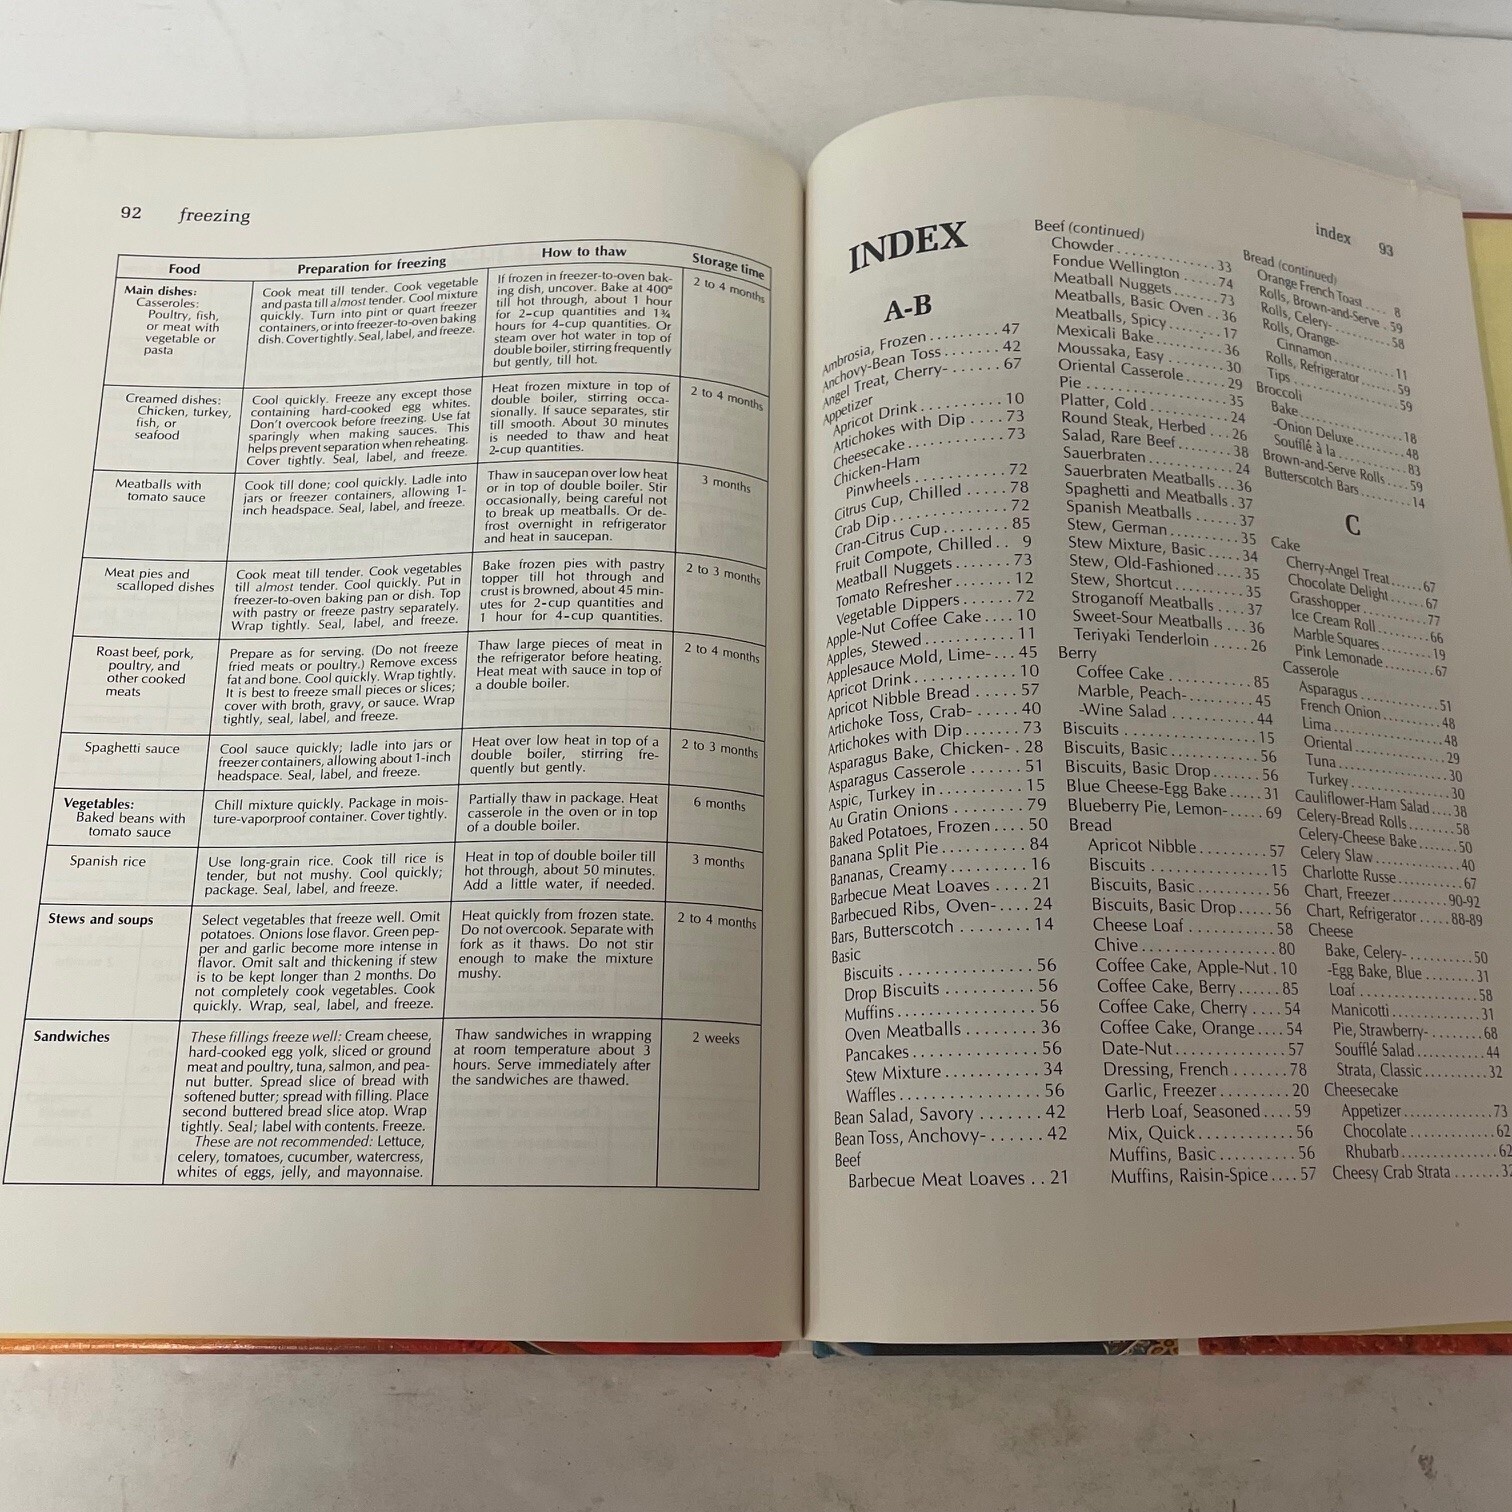 92 freezing
Food
Preparation for freezing
How to thaw
Storage time
Main dishes:
Casseroles:
Poultry, fish,
or meat with
vegetable or
pasta
Cook meat till tender. Cook vegetable
and pasta till almost tender. Cool mixture
quickly. Turn into pint or quart freezer
containers, or into freezer-to-oven baking
dish. Cover tightly. Seal, label, and freeze.
If frozen in freezer-to-oven bak-
ing dish, uncover. Bake at 400°
till hot through, about 1 hour
for 2-cup quantities and 1¾
hours for 4-cup quantities. Or
steam over hot water in top of
double boiler, stirring frequently
but gently, till hot.
2 to 4 months
Creamed dishes:
Chicken, turkey,
fish, or
seafood
Cool quickly. Freeze any except those
containing hard-cooked egg whites.
Don't overcook before freezing. Use fat
sparingly when making sauces. This
helps prevent separation when reheating.
Cover tightly. Seal, label, and freeze.
Heat frozen mixture in top of
double boiler, stirring occa-
sionally. If sauce separates, stir
till smooth. About 30 minutes
is needed to thaw and heat
2-cup quantities.
2 to 4 months
Meatballs with
tomato sauce
Cook till done; cool quickly. Ladle into
jars or freezer containers, allowing 1-
inch headspace. Seal, label, and freeze.
Thaw in saucepan over low heat
or in top of double boiler. Stir
occasionally, being careful not
to break up meatballs. Or de-
frost overnight in refrigerator
and heat in saucepan.
3 months
Meat pies and
scalloped dishes
Cook meat till tender. Cook vegetables
till almost tender. Cool quickly. Put in
freezer-to-oven baking pan or dish. Top
with pastry or freeze pastry separately.
Wrap tightly. Seal, label, and freeze.
Bake frozen pies with pastry
topper till hot through and
crust is browned, about 45 min-
utes for 2-cup quantities and
1 hour for 4-cup quantities.
2 to 3 months
Roast beef, pork,
poultry, and
other cooked
meats
Prepare as for serving. (Do not freeze
fried meats or poultry.) Remove excess
fat and bone. Cool quickly. Wrap tightly.
It is best to freeze small pieces or slices;
cover with broth, gravy, or sauce. Wrap
tightly, seal, label, and freeze.
Thaw large pieces of meat in
the refrigerator before heating.
Heat meat with sauce in top of
a double boiler.
2 to 4 months
Spaghetti sauce
Cool sauce quickly; ladle into jars or
freezer containers, allowing about 1-inch
headspace. Seal, label, and freeze.
Heat over low heat in top of a
double boiler, stirring fre-
quently but gently.
2 to 3 months
Vegetables:
Baked beans with
tomato sauce
Chill mixture quickly. Package in mois-
ture-vaporproof container. Cover tightly.
Partially thaw in package. Heat
casserole in the oven or in top
of a double boiler.
6 months
Spanish rice
Use long-grain rice. Cook till rice is
tender, but not mushy. Cool quickly;
package. Seal, label, and freeze.
Heat in top of double boiler till
hot through, about 50 minutes.
Add a little water, if needed.
3 months
Stews and soups
Select vegetables that freeze well. Omit
potatoes. Onions lose flavor. Green pep-
per and garlic become more intense in
flavor. Omit salt and thickening if stew
is to be kept longer than 2 months. Do
not completely cook vegetables. Cook
quickly. Wrap, seal, label, and freeze.
Heat quickly from frozen state.
Do not overcook. Separate with
fork as it thaws. Do not stir
enough to make the mixture
mushy.
2 to 4 months
Sandwiches
These fillings freeze well: Cream cheese,
hard-cooked egg yolk, sliced or ground
meat and poultry, tuna, salmon, and pea-
nut butter. Spread slice of bread with
softened butter; spread with filling. Place
second buttered bread slice atop. Wrap
tightly. Seal; label with contents. Freeze.
These are not recommended: Lettuce,
celery, tomatoes, cucumber, watercress,
whites of eggs, jelly, and mayonnaise.
Thaw sandwiches in wrapping
at room temperature about 3
hours. Serve immediately after
the sandwiches are thawed.
2 weeks
index 93
INDEX
A-B
Ambrosia, Frozen ......... 47
Anchovy-Bean Toss ....... 42
Angel Treat, Cherry- ...... 67
Appetizer
Apricot Drink .......... 10
Artichokes with Dip .... 73
Cheesecake ............. 73
Chicken-Ham
Pinwheels ............ 72
Citrus Cup, Chilled ..... 78
Crab Dip ............... 72
Cran-Citrus Cup ........ 85
Fruit Compote, Chilled .. 9
Meatball Nuggets ....... 73
Tomato Refresher ....... 12
Vegetable Dippers ...... 72
Apple-Nut Coffee Cake .... 10
Apples, Stewed ........... 11
Applesauce Mold, Lime- ... 45
Apricot Drink ............ 10
Apricot Nibble Bread ..... 57
Artichoke Toss, Crab- ..... 40
Artichokes with Dip ....... 73
Asparagus Bake, Chicken- . 28
Asparagus Casserole ...... 51
Aspic, Turkey in .......... 15
Au Gratin Onions ......... 79
Baked Potatoes, Frozen .... 50
Banana Split Pie .......... 84
Bananas, Creamy .......... 16
Barbecue Meat Loaves .... 21
Barbecued Ribs, Oven- .... 24
Bars, Butterscotch ........ 14
Basic
Biscuits ............... 56
Drop Biscuits .......... 56
Muffins ................ 56
Oven Meatballs ......... 36
Pancakes ............... 56
Stew Mixture ........... 34
Waffles ................ 56
Bean Salad, Savory ....... 42
Bean Toss, Anchovy- ...... 42
Beef
Barbecue Meat Loaves .. 21
Beef (continued)
Chowder ............... 33
Fondue Wellington ..... 74
Meatball Nuggets ....... 73
Meatballs, Basic Oven .. 36
Meatballs, Spicy ....... 17
Mexicali Bake .......... 36
Moussaka, Easy ........ 30
Oriental Casserole ...... 29
Pie .................... 35
Platter, Cold ........... 24
Round Steak, Herbed ... 26
Salad, Rare Beef ....... 38
Sauerbraten ............ 24
Sauerbraten Meatballs ... 36
Spaghetti and Meatballs . 37
Spanish Meatballs ...... 37
Stew, German .......... 35
Stew Mixture, Basic ..... 34
Stew, Old-Fashioned .... 35
Stew, Shortcut .......... 35
Stroganoff Meatballs .... 37
Sweet-Sour Meatballs ... 36
Teriyaki Tenderloin ..... 26
Berry
Coffee Cake ........... 85
Marble, Peach- ......... 45
-Wine Salad ........... 44
Biscuits ................. 15
Biscuits, Basic ............ 56
Biscuits, Basic Drop ....... 56
Blue Cheese-Egg Bake ..... 31
Blueberry Pie, Lemon- ..... 69
Bread
Apricot Nibble ......... 57
Biscuits ................ 15
Biscuits, Basic .......... 56
Biscuits, Basic Drop ..... 56
Cheese Loaf ........... 58
Chive .................. 80
Coffee Cake, Apple-Nut . 10
Coffee Cake, Berry ...... 85
Coffee Cake, Cherry .... 54
Coffee Cake, Orange .... 54
Date-Nut .............. 57
Dressing, French ....... 78
Garlic, Freezer ......... 20
Herb Loaf, Seasoned .... 59
Mix, Quick ............ 56
Muffins, Basic .......... 56
Muffins, Raisin-Spice .... 57
Bread (continued)
Orange French Toast .... 8
Rolls, Brown-and-Serve . 59
Rolls, Celery- .......... 58
Rolls, Orange-
Cinnamon ........... 11
Rolls, Refrigerator ...... 59
Tips ................... 59
Broccoli
Bake .................. 18
-Onion Deluxe ......... 48
Soufflé à la ............ 83
Brown-and-Serve Rolls .... 59
Butterscotch Bars ......... 14
C
Cake
Cherry-Angel Treat ...... 67
Chocolate Delight ...... 67
Grasshopper ........... 77
Ice Cream Roll ......... 66
Marble Squares ......... 19
Pink Lemonade ......... 67
Casserole
Asparagus ............. 51
French Onion .......... 48
Lima .................. 48
Oriental ............... 29
Tuna .................. 30
Turkey ................ 30
Cauliflower-Ham Salad .... 38
Celery-Bread Rolls ........ 58
Celery-Cheese Bake ....... 50
Celery Slaw .............. 40
Charlotte Russe ........... 67
Chart, Freezer ......... 90-92
Chart, Refrigerator ..... 88-89
Cheese
Bake, Celery- .......... 50
-Egg Bake, Blue ........ 31
Loaf ................... 58
Manicotti .............. 31
Pie, Strawberry- ........ 68
Soufflé Salad ........... 44
Strata, Classic .......... 32
Cheesecake
Appetizer .............. 73
Chocolate ............. 62
Rhubarb ............... 62
Cheesy Crab Strata ....... 32